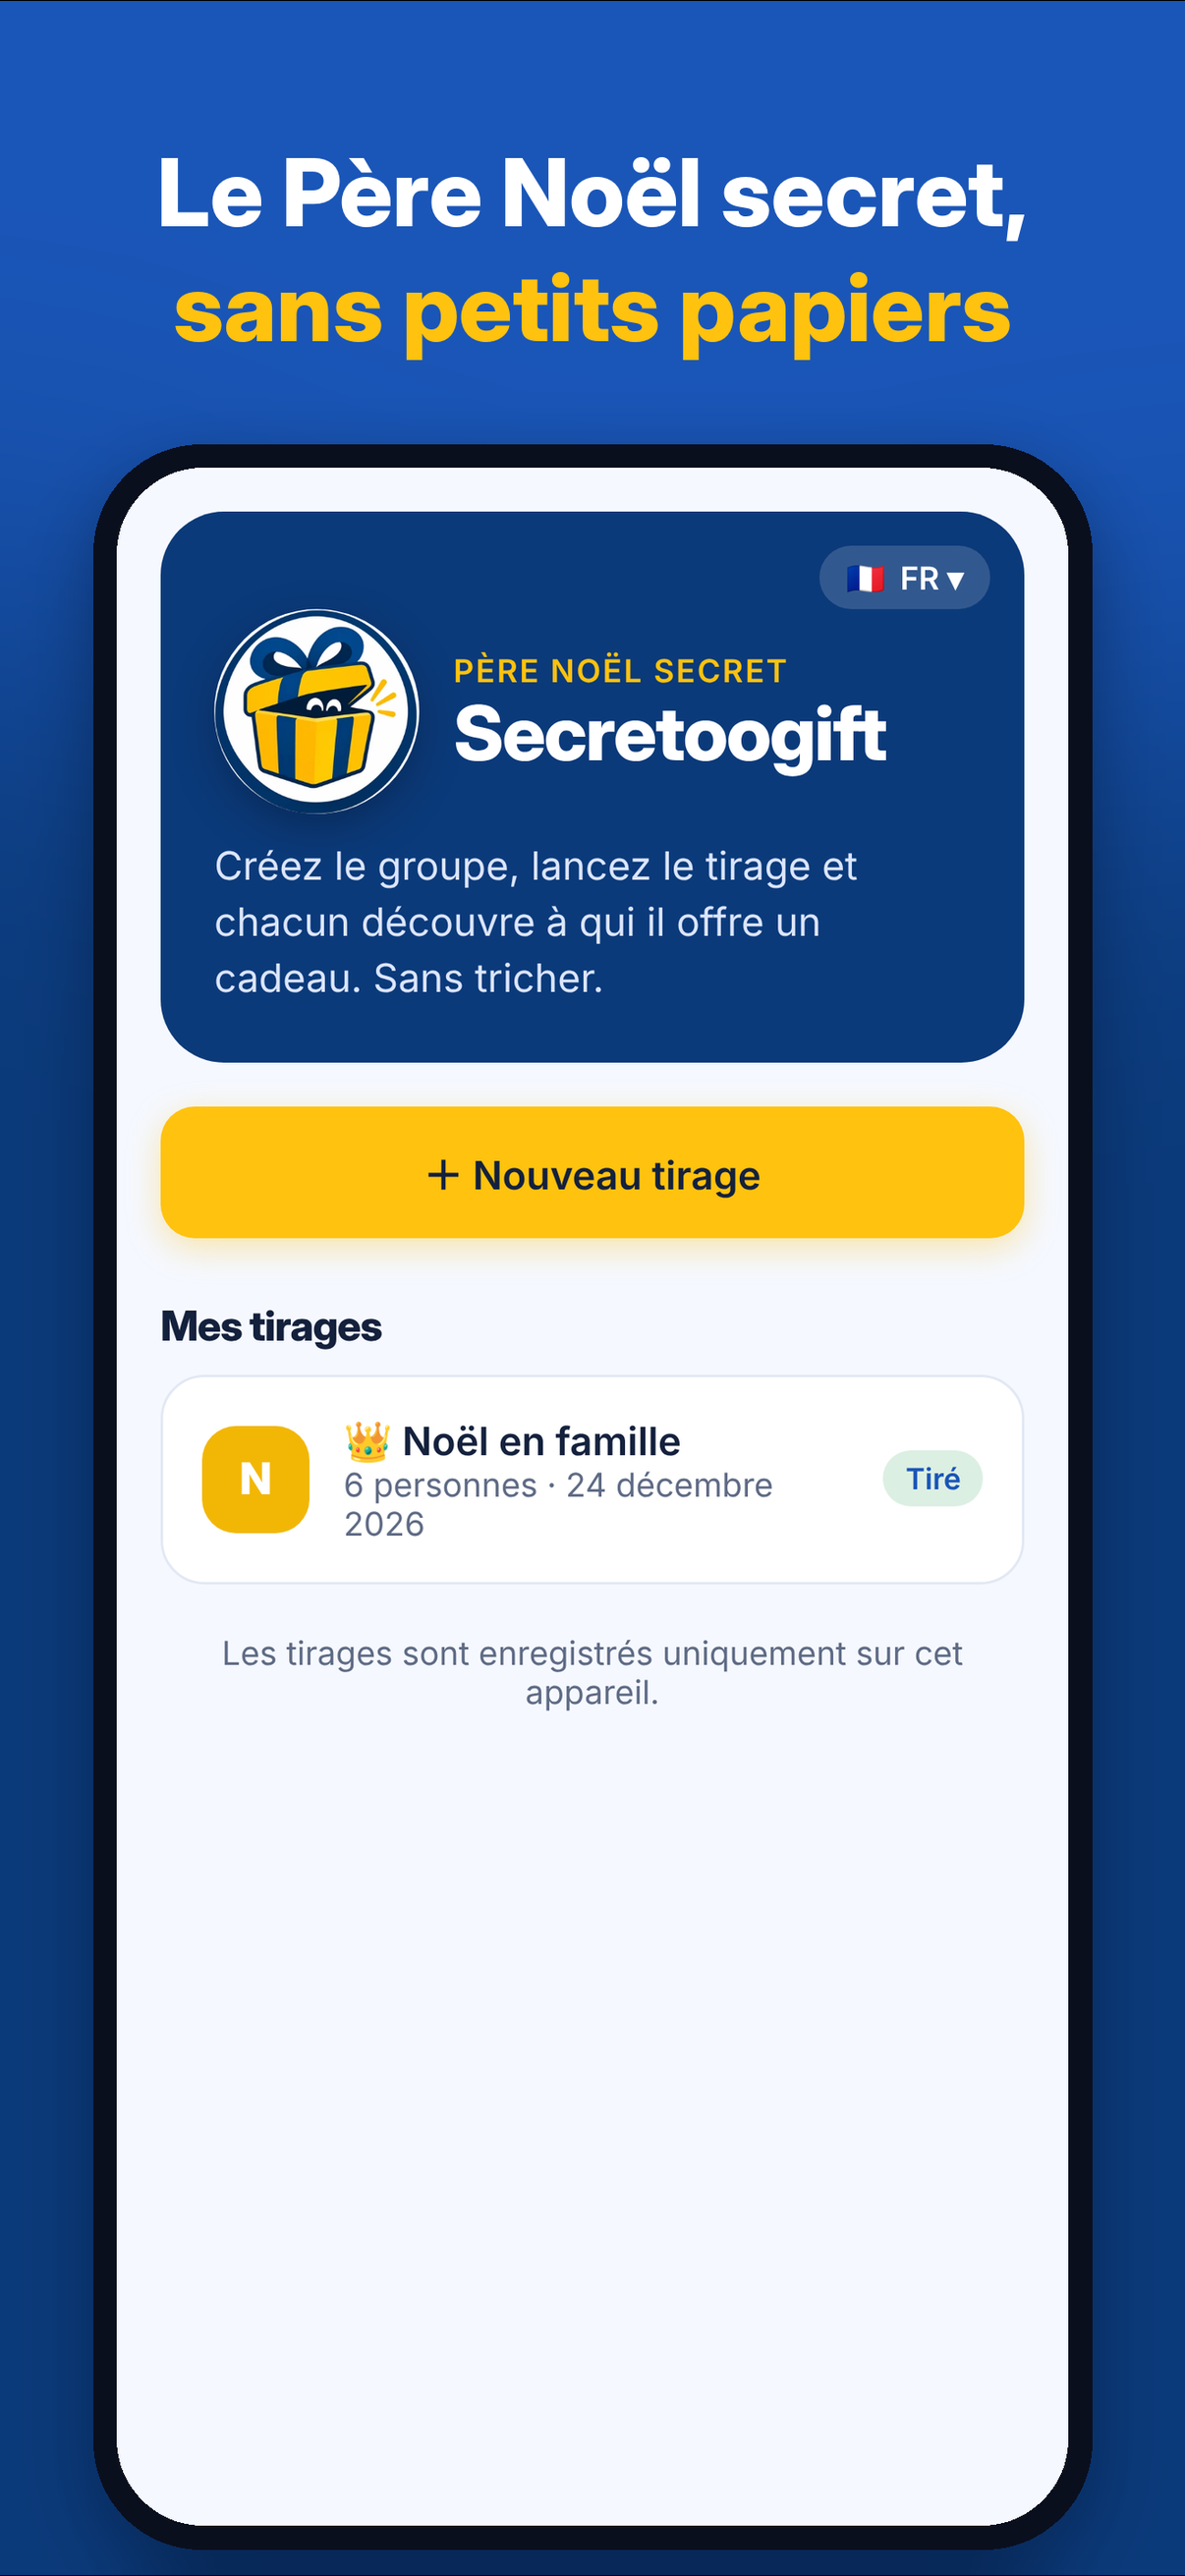 Le Père Noël secret,
sans petits papiers
🇫🇷 FR ▾
PÈRE NOËL SECRET
Secretoogift
Créez le groupe, lancez le tirage et
chacun découvre à qui il offre un
cadeau. Sans tricher.
+ Nouveau tirage
Mes tirages
N
👑 Noël en famille
6 personnes · 24 décembre
2026
Tiré
Les tirages sont enregistrés uniquement sur cet
appareil.